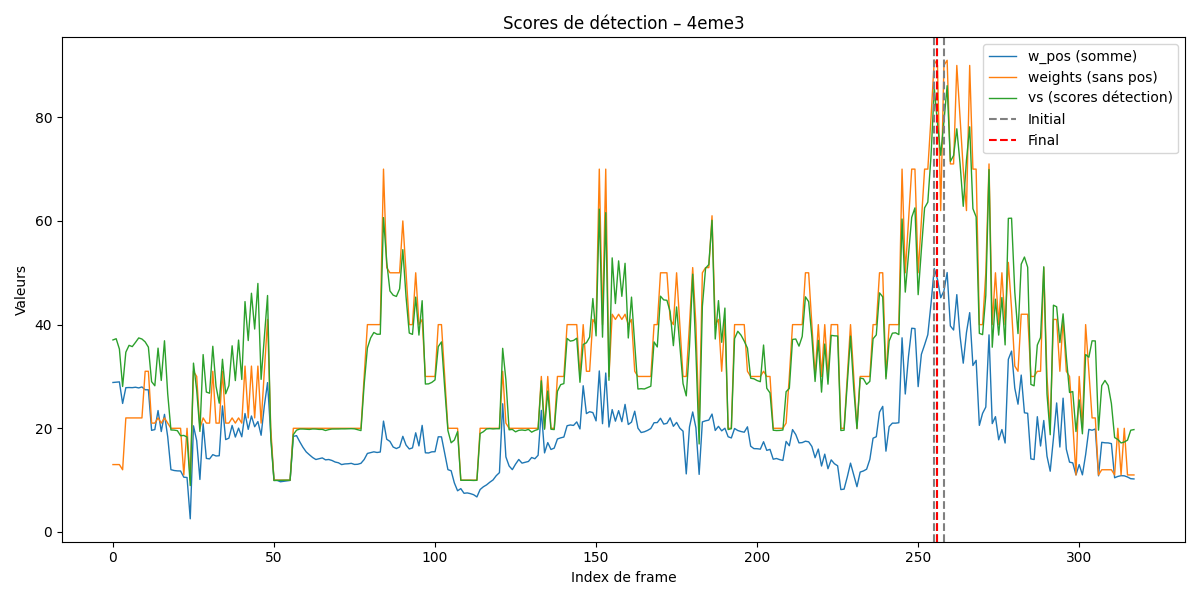 Scores de détection – 4eme3
Valeurs
80
60
40
20
0
0 50 100 150 200 250 300
Index de frame
w_pos (somme)
weights (sans pos)
vs (scores détection)
Initial
Final